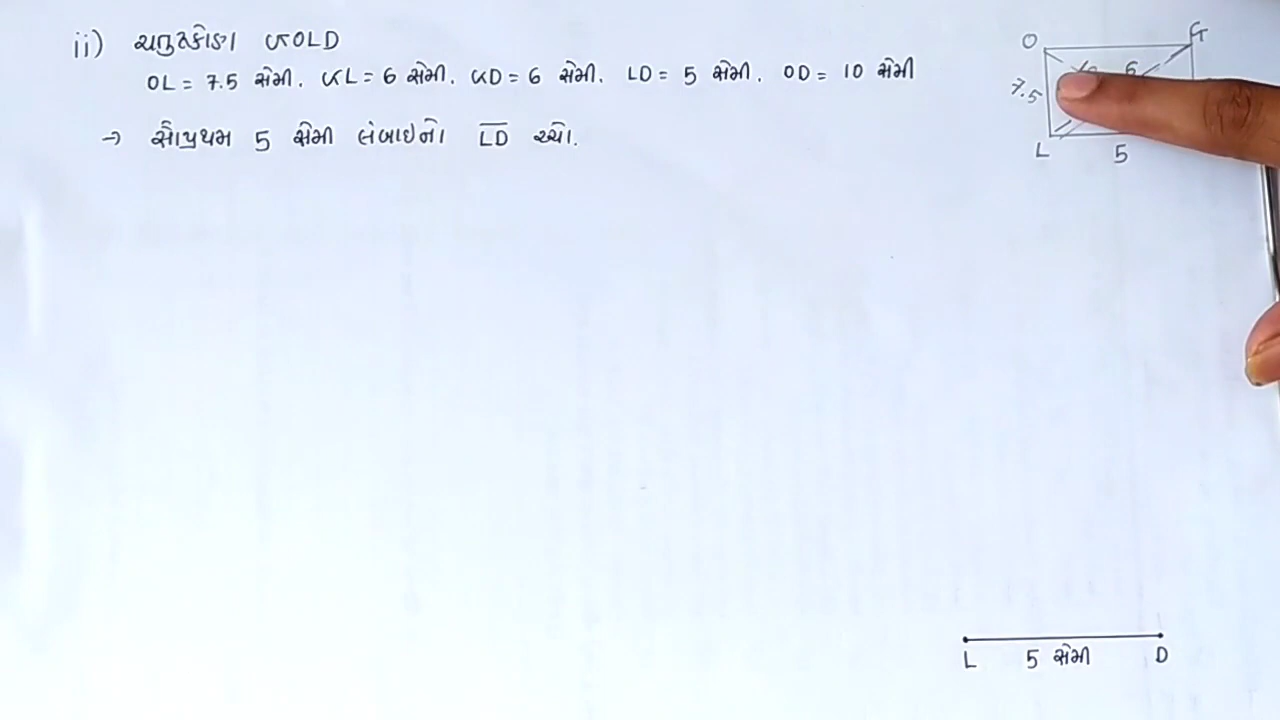 ii) ચતુષ્કોણ GOLD
OL = 7.5 સેમી. GL = 6 સેમી. GD = 6 સેમી. LD = 5 સેમી. OD = 10 સેમી
→ સૌપ્રથમ 5 સેમી લંબાઈનો LD રચો.
O G
7.5 6
L 5
L 5 સેમી D